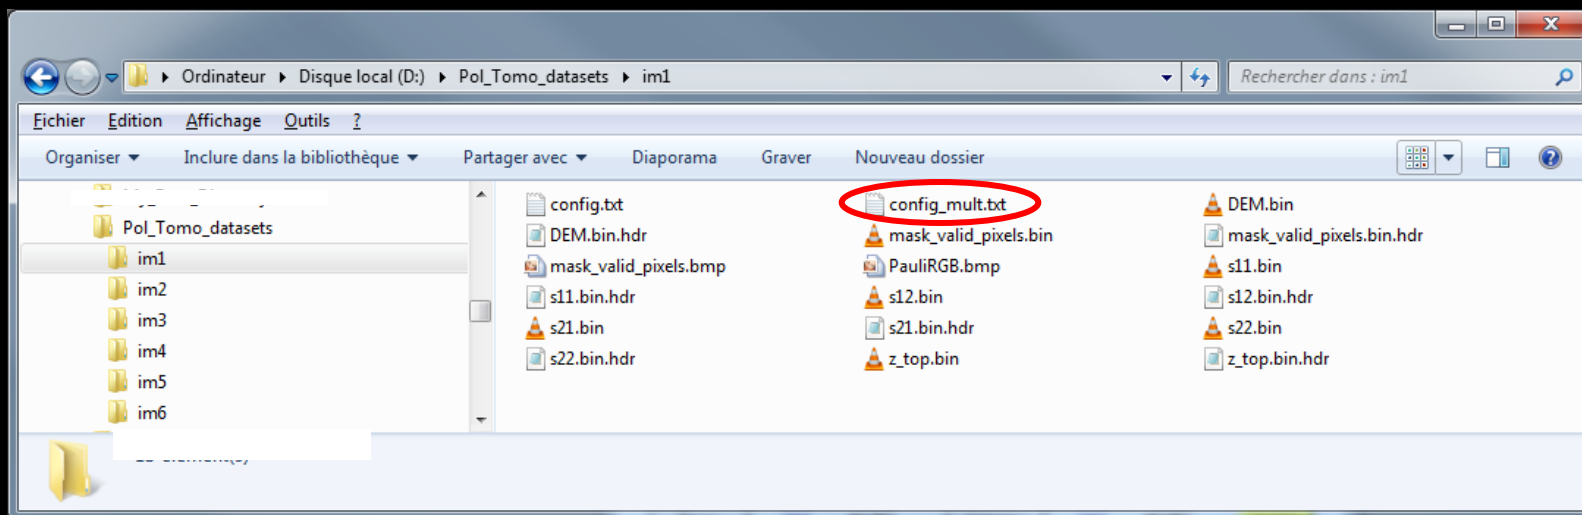 Ordinateur Disque local (D:) Pol_Tomo_datasets im1
Rechercher dans : im1
Fichier Edition Affichage Outils ?
Organiser Inclure dans la bibliothèque Partager avec Diaporama Graver Nouveau dossier
Pol_Tomo_datasets
im1
im2
im3
im4
im5
im6
config.txt config_mult.txt DEM.bin
DEM.bin.hdr mask_valid_pixels.bin mask_valid_pixels.bin.hdr
mask_valid_pixels.bmp PauliRGB.bmp s11.bin
s11.bin.hdr s12.bin s12.bin.hdr
s21.bin s21.bin.hdr s22.bin
s22.bin.hdr z_top.bin z_top.bin.hdr